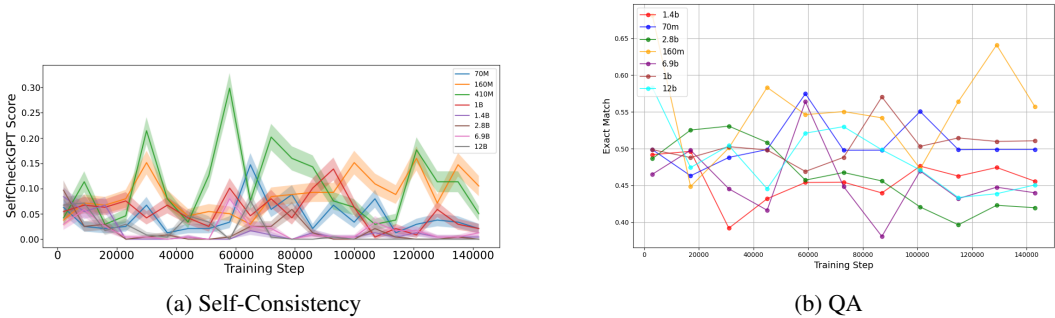 SelfCheckGPT Score
0.30
0.25
0.20
0.15
0.10
0.05
0.00
0
20000
40000
60000
80000
100000
120000
140000
Training Step
70M
160M
410M
1B
1.4B
2.8B
6.9B
12B
(a) Self-Consistency
Exact Match
0.65
0.60
0.55
0.50
0.45
0.40
0
20000
40000
60000
80000
100000
120000
140000
Training Step
1.4b
70m
2.8b
160m
6.9b
1b
12b
(b) QA